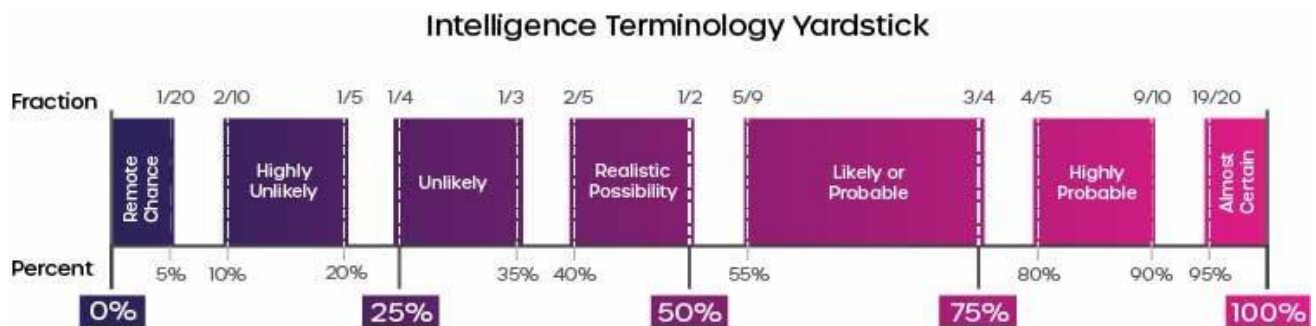 Intelligence Terminology Yardstick
Fraction 1/20 2/10 1/5 1/4 1/3 2/5 1/2 5/9 3/4 4/5 9/10 19/20
Remote
Chance
Highly
Unlikely
Unlikely
Realistic
Possibility
Likely or
Probable
Highly
Probable
Almost
Certain
Percent 5% 10% 20% 35% 40% 55% 80% 90% 95%
0% 25% 50% 75% 100%